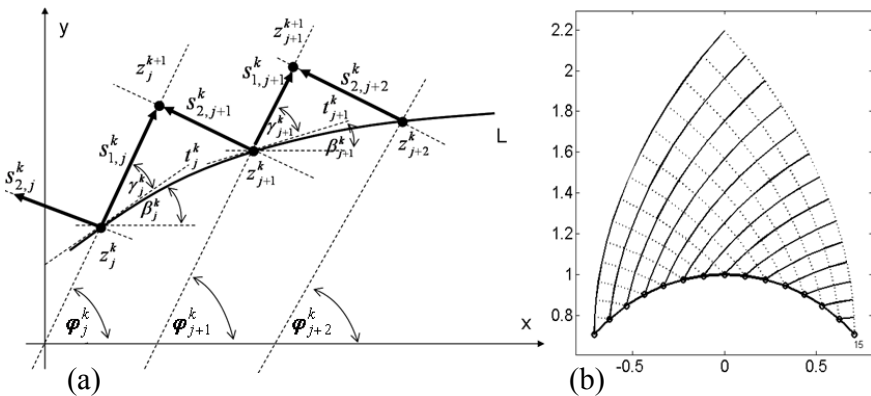 y
z_{j+1}^{k+1}
z_j^{k+1}
s_{1,j+1}^k
s_{2,j+2}^k
s_{2,j+1}^k
t_{j+1}^k
γ_{j+1}^k
L
s_{1,j}^k
t_j^k
β_{j+1}^k
z_{j+2}^k
s_{2,j}^k
γ_j^k
z_{j+1}^k
β_j^k
z_j^k
φ_j^k
φ_{j+1}^k
φ_{j+2}^k
x
(a)
(b)
2.2
2
1.8
1.6
1.4
1.2
1
0.8
15
-0.5
0
0.5